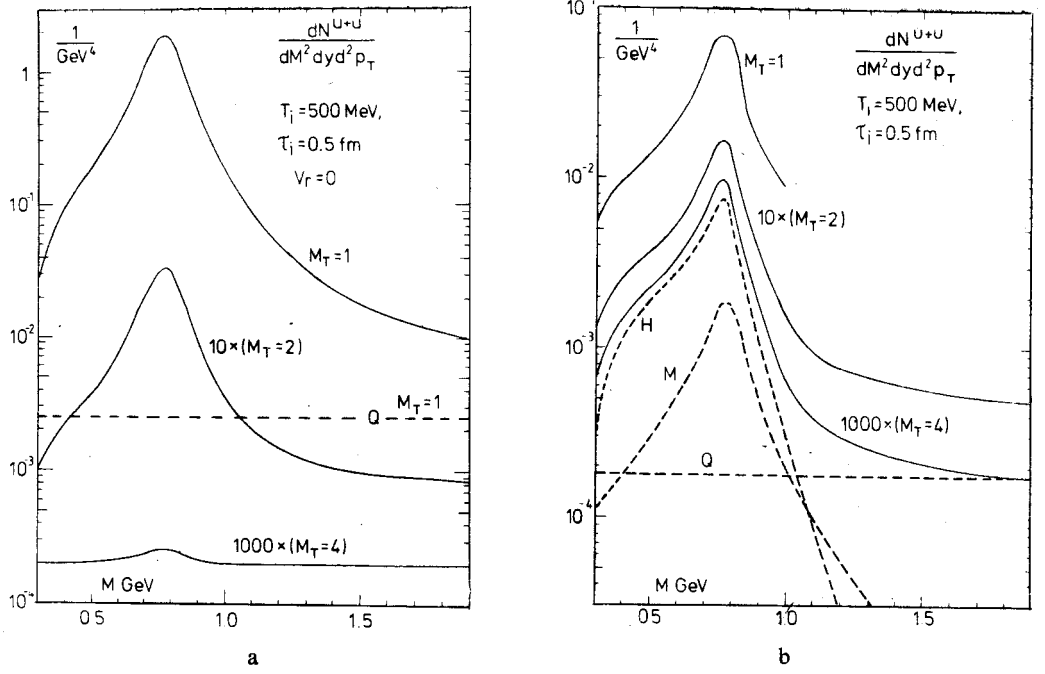 1
GeV⁴
dN^U+U
dM²dyd²p_T
T_i=500 MeV,
τ_i=0.5 fm
V_r=0
1
10⁻¹
10⁻²
10⁻³
10⁻⁴
M_T=1
10×(M_T=2)
Q
M_T=1
1000×(M_T=4)
M GeV
0.5
1.0
1.5
a
10⁻¹
1
GeV⁴
dN^U+U
dM²dyd²p_T
T_i=500 MeV,
τ_i=0.5 fm
10⁻²
10⁻³
10⁻⁴
M_T=1
10×(M_T=2)
H
M
1000×(M_T=4)
Q
M GeV
0.5
1.0
1.5
b